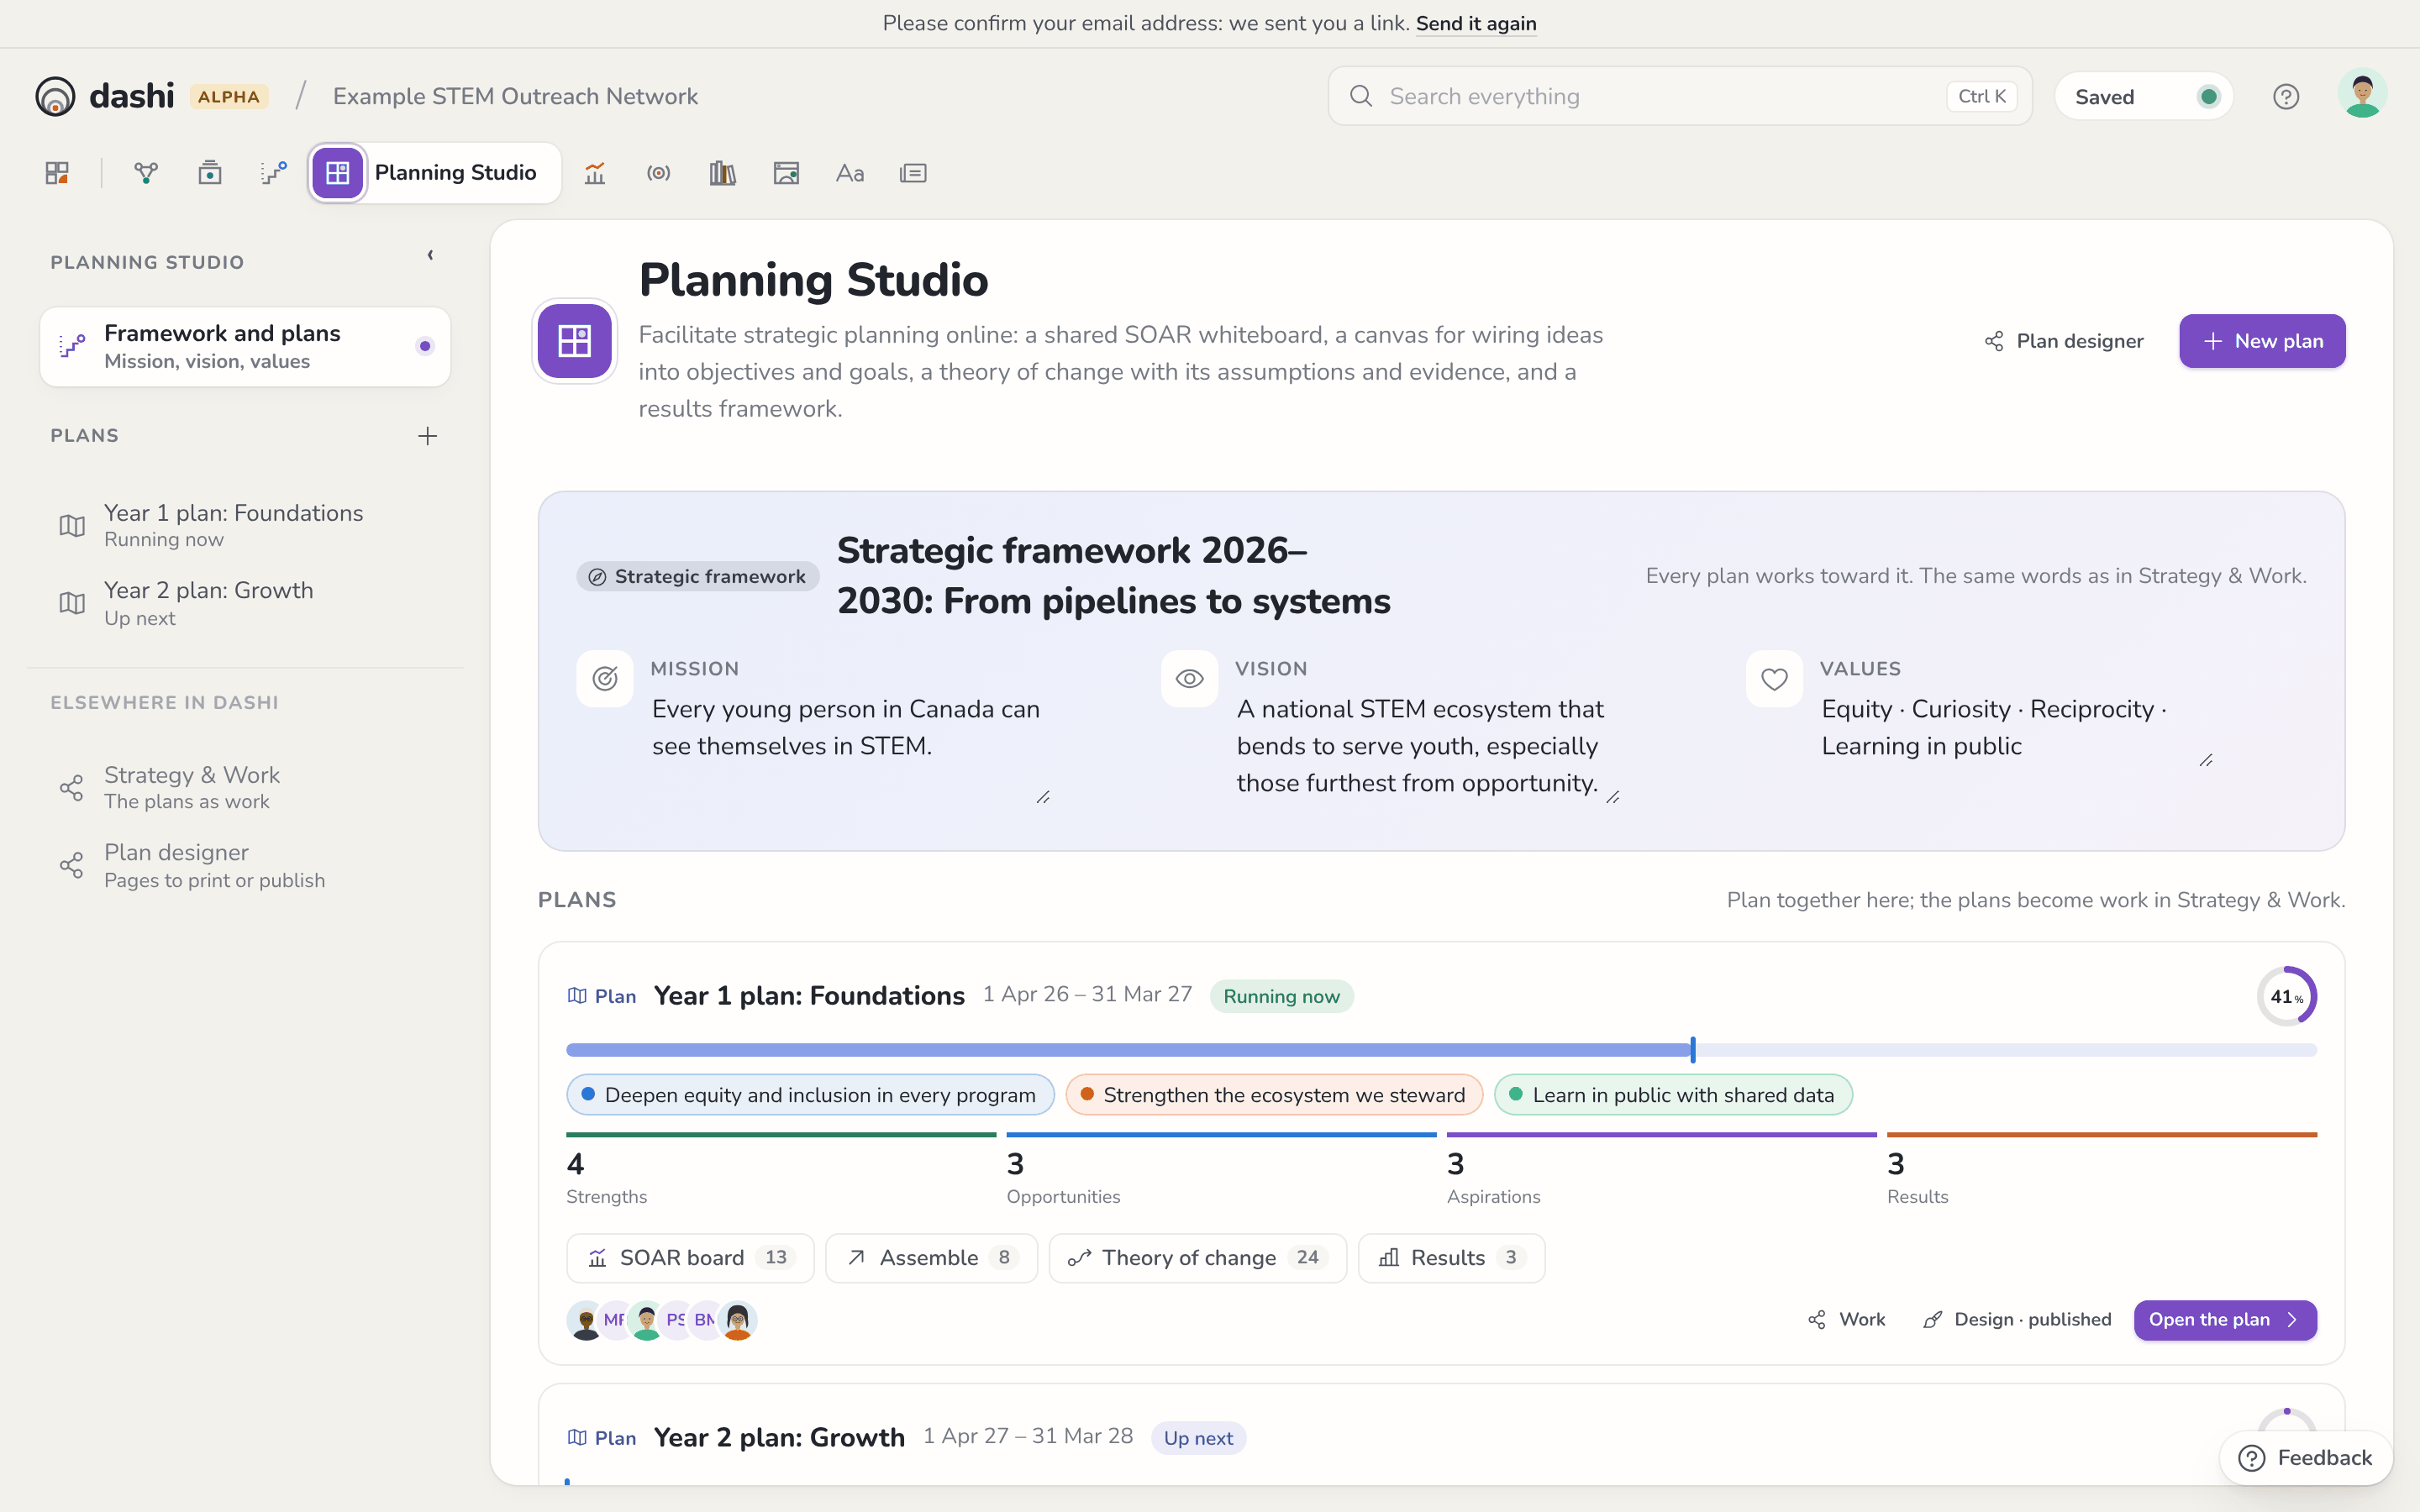 Please confirm your email address: we sent you a link. Send it again
dashi ALPHA / Example STEM Outreach Network
Search everything Ctrl K
Saved
Planning Studio
Aa
PLANNING STUDIO
Framework and plans
Mission, vision, values
PLANS
Year 1 plan: Foundations
Running now
Year 2 plan: Growth
Up next
ELSEWHERE IN DASHI
Strategy & Work
The plans as work
Plan designer
Pages to print or publish
Planning Studio
Facilitate strategic planning online: a shared SOAR whiteboard, a canvas for wiring ideas
into objectives and goals, a theory of change with its assumptions and evidence, and a
results framework.
Plan designer
New plan
Strategic framework
Strategic framework 2026–
2030: From pipelines to systems
Every plan works toward it. The same words as in Strategy & Work.
MISSION
Every young person in Canada can
see themselves in STEM.
VISION
A national STEM ecosystem that
bends to serve youth, especially
those furthest from opportunity.
VALUES
Equity · Curiosity · Reciprocity ·
Learning in public
PLANS
Plan together here; the plans become work in Strategy & Work.
Plan Year 1 plan: Foundations 1 Apr 26 – 31 Mar 27 Running now
41%
Deepen equity and inclusion in every program
Strengthen the ecosystem we steward
Learn in public with shared data
4
Strengths
3
Opportunities
3
Aspirations
3
Results
SOAR board 13
Assemble 8
Theory of change 24
Results 3
PS
Work
Design · published
Open the plan
Plan Year 2 plan: Growth 1 Apr 27 – 31 Mar 28 Up next
Feedback